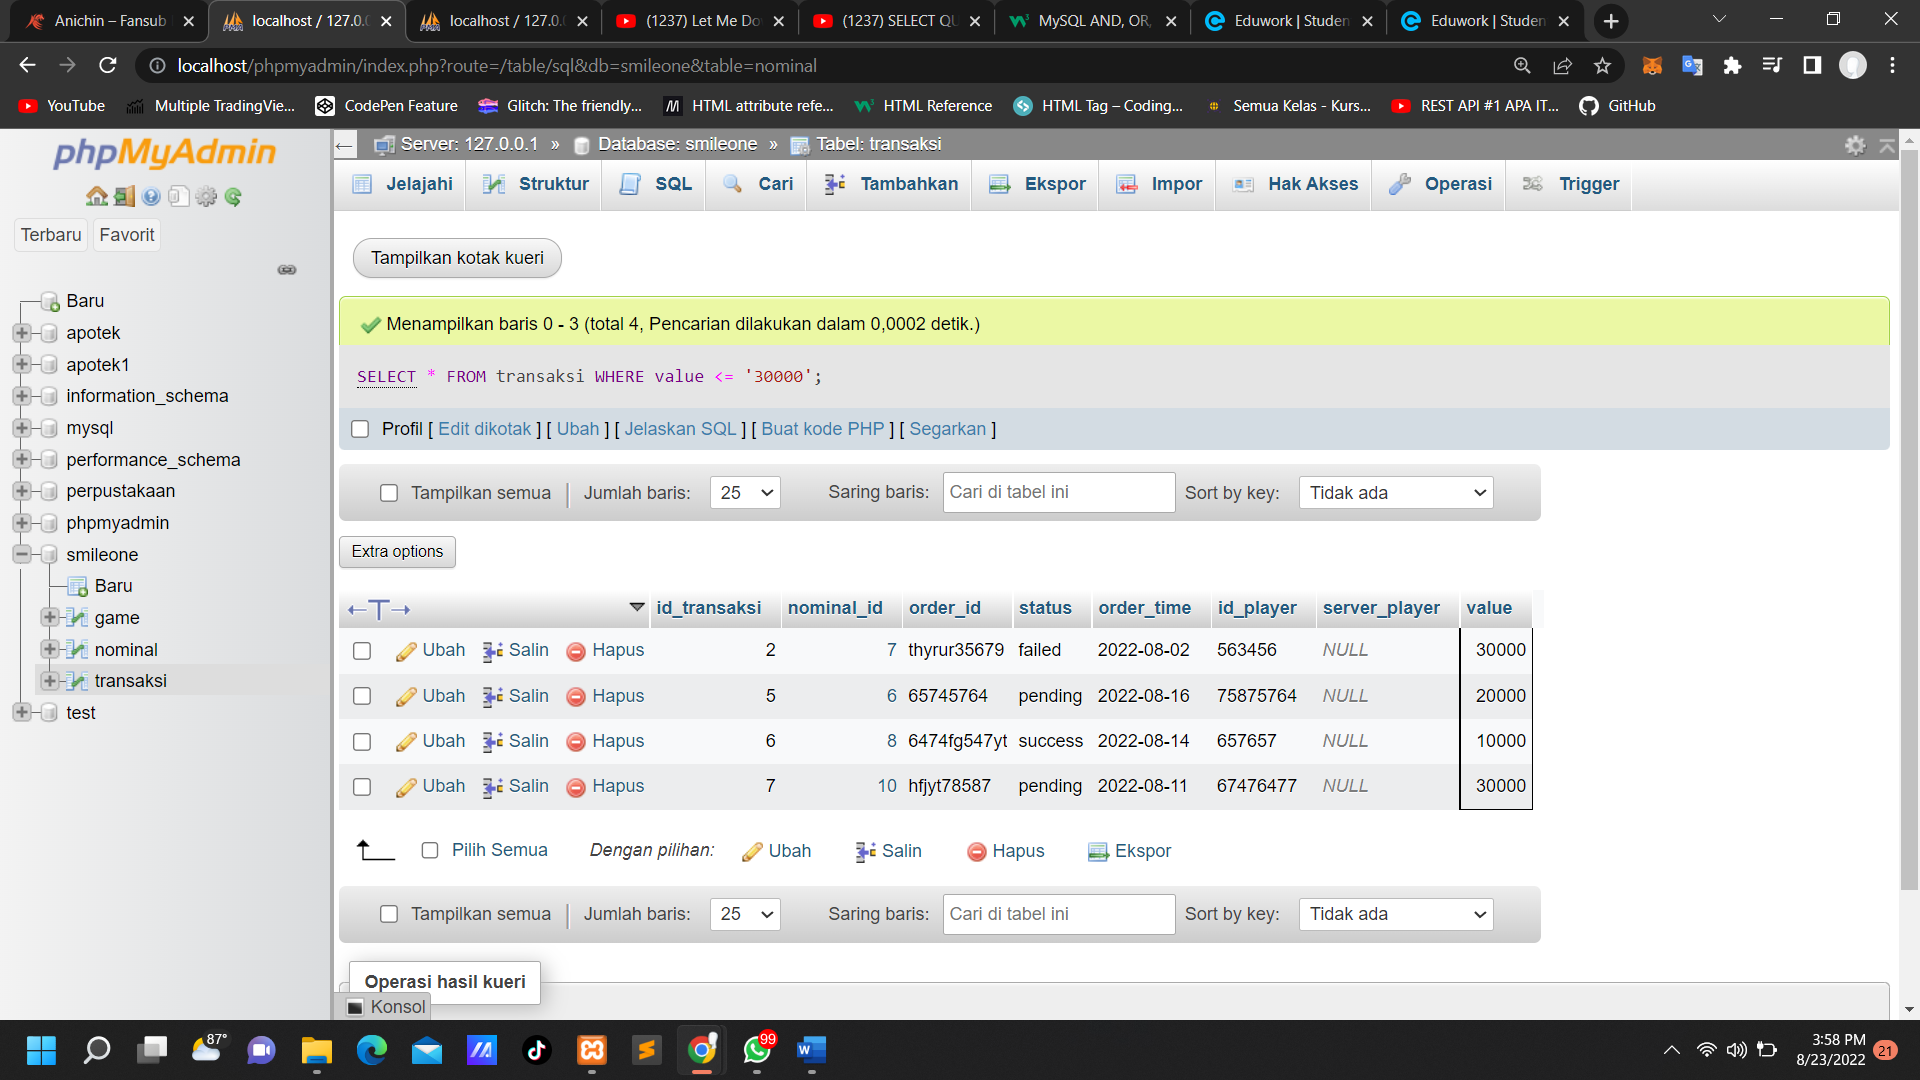 Anichin – Fansub
localhost / 127.0.0
localhost / 127.0.
(1237) Let Me Do
(1237) SELECT QU
MySQL AND, OR,
Eduwork | Studen
Eduwork | Studen
localhost/phpmyadmin/index.php?route=/table/sql&db=smileone&table=nominal
YouTube
Multiple TradingVie...
CodePen Feature
Glitch: The friendly...
HTML attribute refe...
HTML Reference
HTML Tag – Coding...
Semua Kelas - Kurs...
REST API #1 APA IT...
GitHub
phpMyAdmin
Terbaru
Favorit
Baru
apotek
apotek1
information_schema
mysql
performance_schema
perpustakaan
phpmyadmin
smileone
Baru
game
nominal
transaksi
test
Server: 127.0.0.1 » Database: smileone » Tabel: transaksi
Jelajahi
Struktur
SQL
Cari
Tambahkan
Ekspor
Impor
Hak Akses
Operasi
Trigger
Tampilkan kotak kueri
Menampilkan baris 0 - 3 (total 4, Pencarian dilakukan dalam 0,0002 detik.)
SELECT * FROM transaksi WHERE value <= '30000';
Profil [ Edit dikotak ] [ Ubah ] [ Jelaskan SQL ] [ Buat kode PHP ] [ Segarkan ]
Tampilkan semua | Jumlah baris: 25 Saring baris: Cari di tabel ini Sort by key: Tidak ada
Extra options
←T→ id_transaksi nominal_id order_id status order_time id_player server_player value
Ubah Salin Hapus 2 7 thyrur35679 failed 2022-08-02 563456 NULL 30000
Ubah Salin Hapus 5 6 65745764 pending 2022-08-16 75875764 NULL 20000
Ubah Salin Hapus 6 8 6474fg547yt success 2022-08-14 657657 NULL 10000
Ubah Salin Hapus 7 10 hfjyt78587 pending 2022-08-11 67476477 NULL 30000
Pilih Semua Dengan pilihan: Ubah Salin Hapus Ekspor
Tampilkan semua | Jumlah baris: 25 Saring baris: Cari di tabel ini Sort by key: Tidak ada
Operasi hasil kueri
Konsol
87°
99
3:58 PM
8/23/2022
21